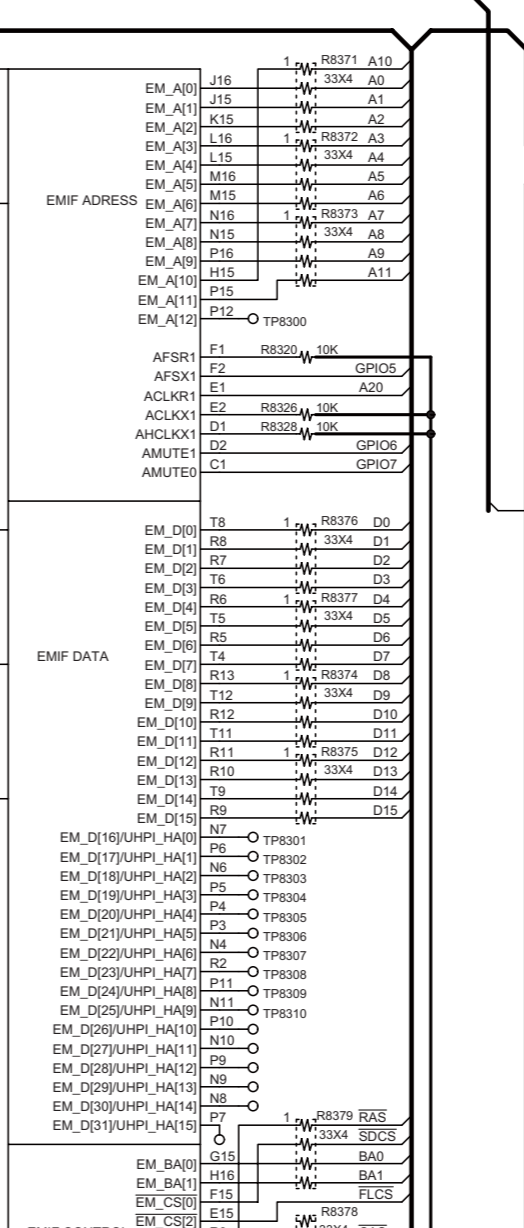 1 R8371 A10
EM_A[0] J16 33X4 A0
EM_A[1] J15 A1
EM_A[2] K15 A2
EM_A[3] L16 1 R8372 A3
EM_A[4] L15 33X4 A4
EM_A[5] M16 A5
EMIF ADRESS EM_A[6] M15 A6
EM_A[7] N16 1 R8373 A7
EM_A[8] N15 33X4 A8
EM_A[9] P16 A9
EM_A[10] H15 A11
EM_A[11] P15
EM_A[12] P12 TP8300
AFSR1 F1 R8320 10K
AFSX1 F2 GPIO5
ACLKR1 E1 A20
ACLKX1 E2 R8326 10K
AHCLKX1 D1 R8328 10K
AMUTE1 D2 GPIO6
AMUTE0 C1 GPIO7
EM_D[0] T8 1 R8376 D0
EM_D[1] R8 33X4 D1
EM_D[2] R7 D2
EM_D[3] T6 D3
EM_D[4] R6 1 R8377 D4
EM_D[5] T5 33X4 D5
EM_D[6] R5 D6
EMIF DATA EM_D[7] T4 D7
EM_D[8] R13 1 R8374 D8
EM_D[9] T12 33X4 D9
EM_D[10] R12 D10
EM_D[11] T11 D11
EM_D[12] R11 1 R8375 D12
EM_D[13] R10 33X4 D13
EM_D[14] T9 D14
EM_D[15] R9 D15
EM_D[16]/UHPI_HA[0] N7 TP8301
EM_D[17]/UHPI_HA[1] P6 TP8302
EM_D[18]/UHPI_HA[2] N6 TP8303
EM_D[19]/UHPI_HA[3] P5 TP8304
EM_D[20]/UHPI_HA[4] P4 TP8305
EM_D[21]/UHPI_HA[5] P3 TP8306
EM_D[22]/UHPI_HA[6] N4 TP8307
EM_D[23]/UHPI_HA[7] R2 TP8308
EM_D[24]/UHPI_HA[8] P11 TP8309
EM_D[25]/UHPI_HA[9] N11 TP8310
EM_D[26]/UHPI_HA[10] P10
EM_D[27]/UHPI_HA[11] N10
EM_D[28]/UHPI_HA[12] P9
EM_D[29]/UHPI_HA[13] N9
EM_D[30]/UHPI_HA[14] N8
EM_D[31]/UHPI_HA[15] P7 1 R8379 RAS
33X4 SDCS
EM_BA[0] G15 BA0
EM_BA[1] H16 BA1
EM_CS[0] F15 FLCS
EM_CS[2] E15 R8378